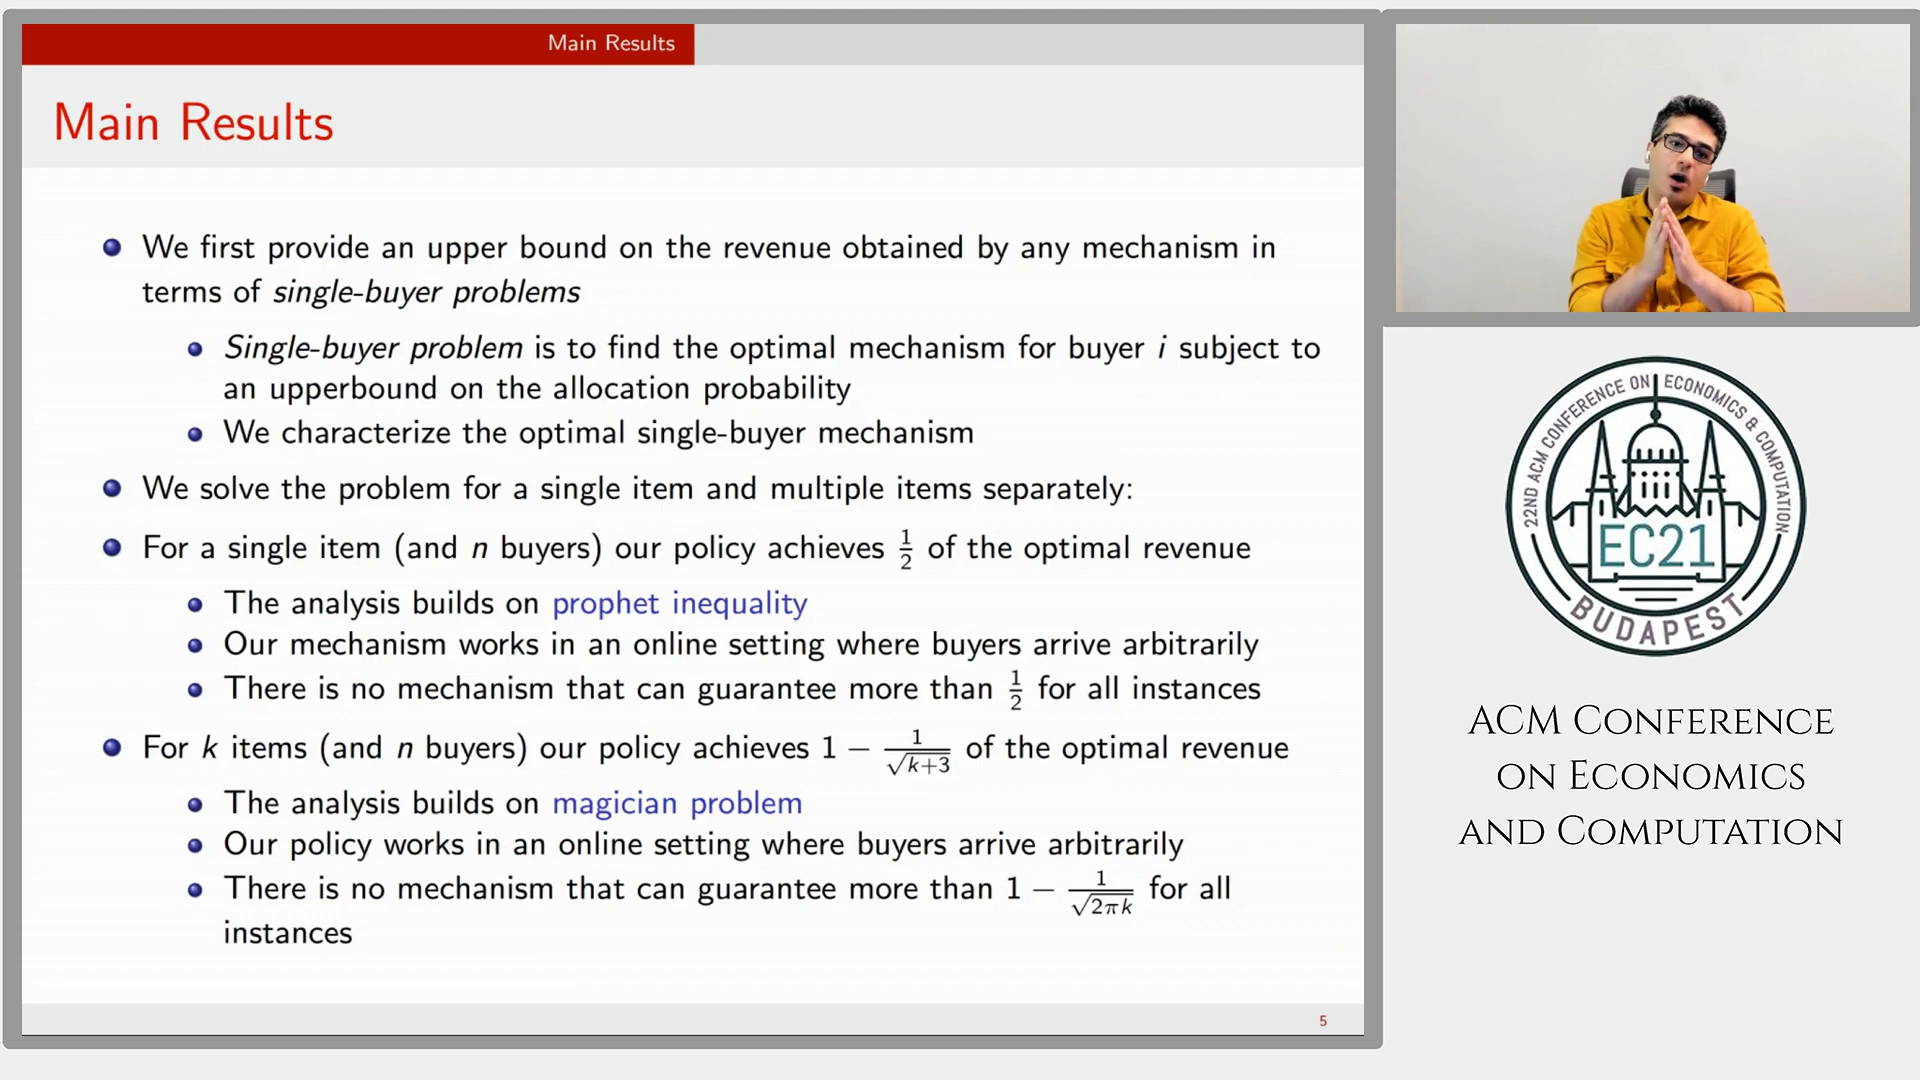 Main Results
Main Results
We first provide an upper bound on the revenue obtained by any mechanism in
terms of single-buyer problems
Single-buyer problem is to find the optimal mechanism for buyer i subject to
an upperbound on the allocation probability
We characterize the optimal single-buyer mechanism
We solve the problem for a single item and multiple items separately:
For a single item (and n buyers) our policy achieves 1/2 of the optimal revenue
The analysis builds on prophet inequality
Our mechanism works in an online setting where buyers arrive arbitrarily
There is no mechanism that can guarantee more than 1/2 for all instances
For k items (and n buyers) our policy achieves 1 − 1/√(k+3) of the optimal revenue
The analysis builds on magician problem
Our policy works in an online setting where buyers arrive arbitrarily
There is no mechanism that can guarantee more than 1 − 1/√(2πk) for all
instances
5
22ND ACM CONFERENCE ON ECONOMICS & COMPUTATION
EC21
BUDAPEST
ACM CONFERENCE
ON ECONOMICS
AND COMPUTATION